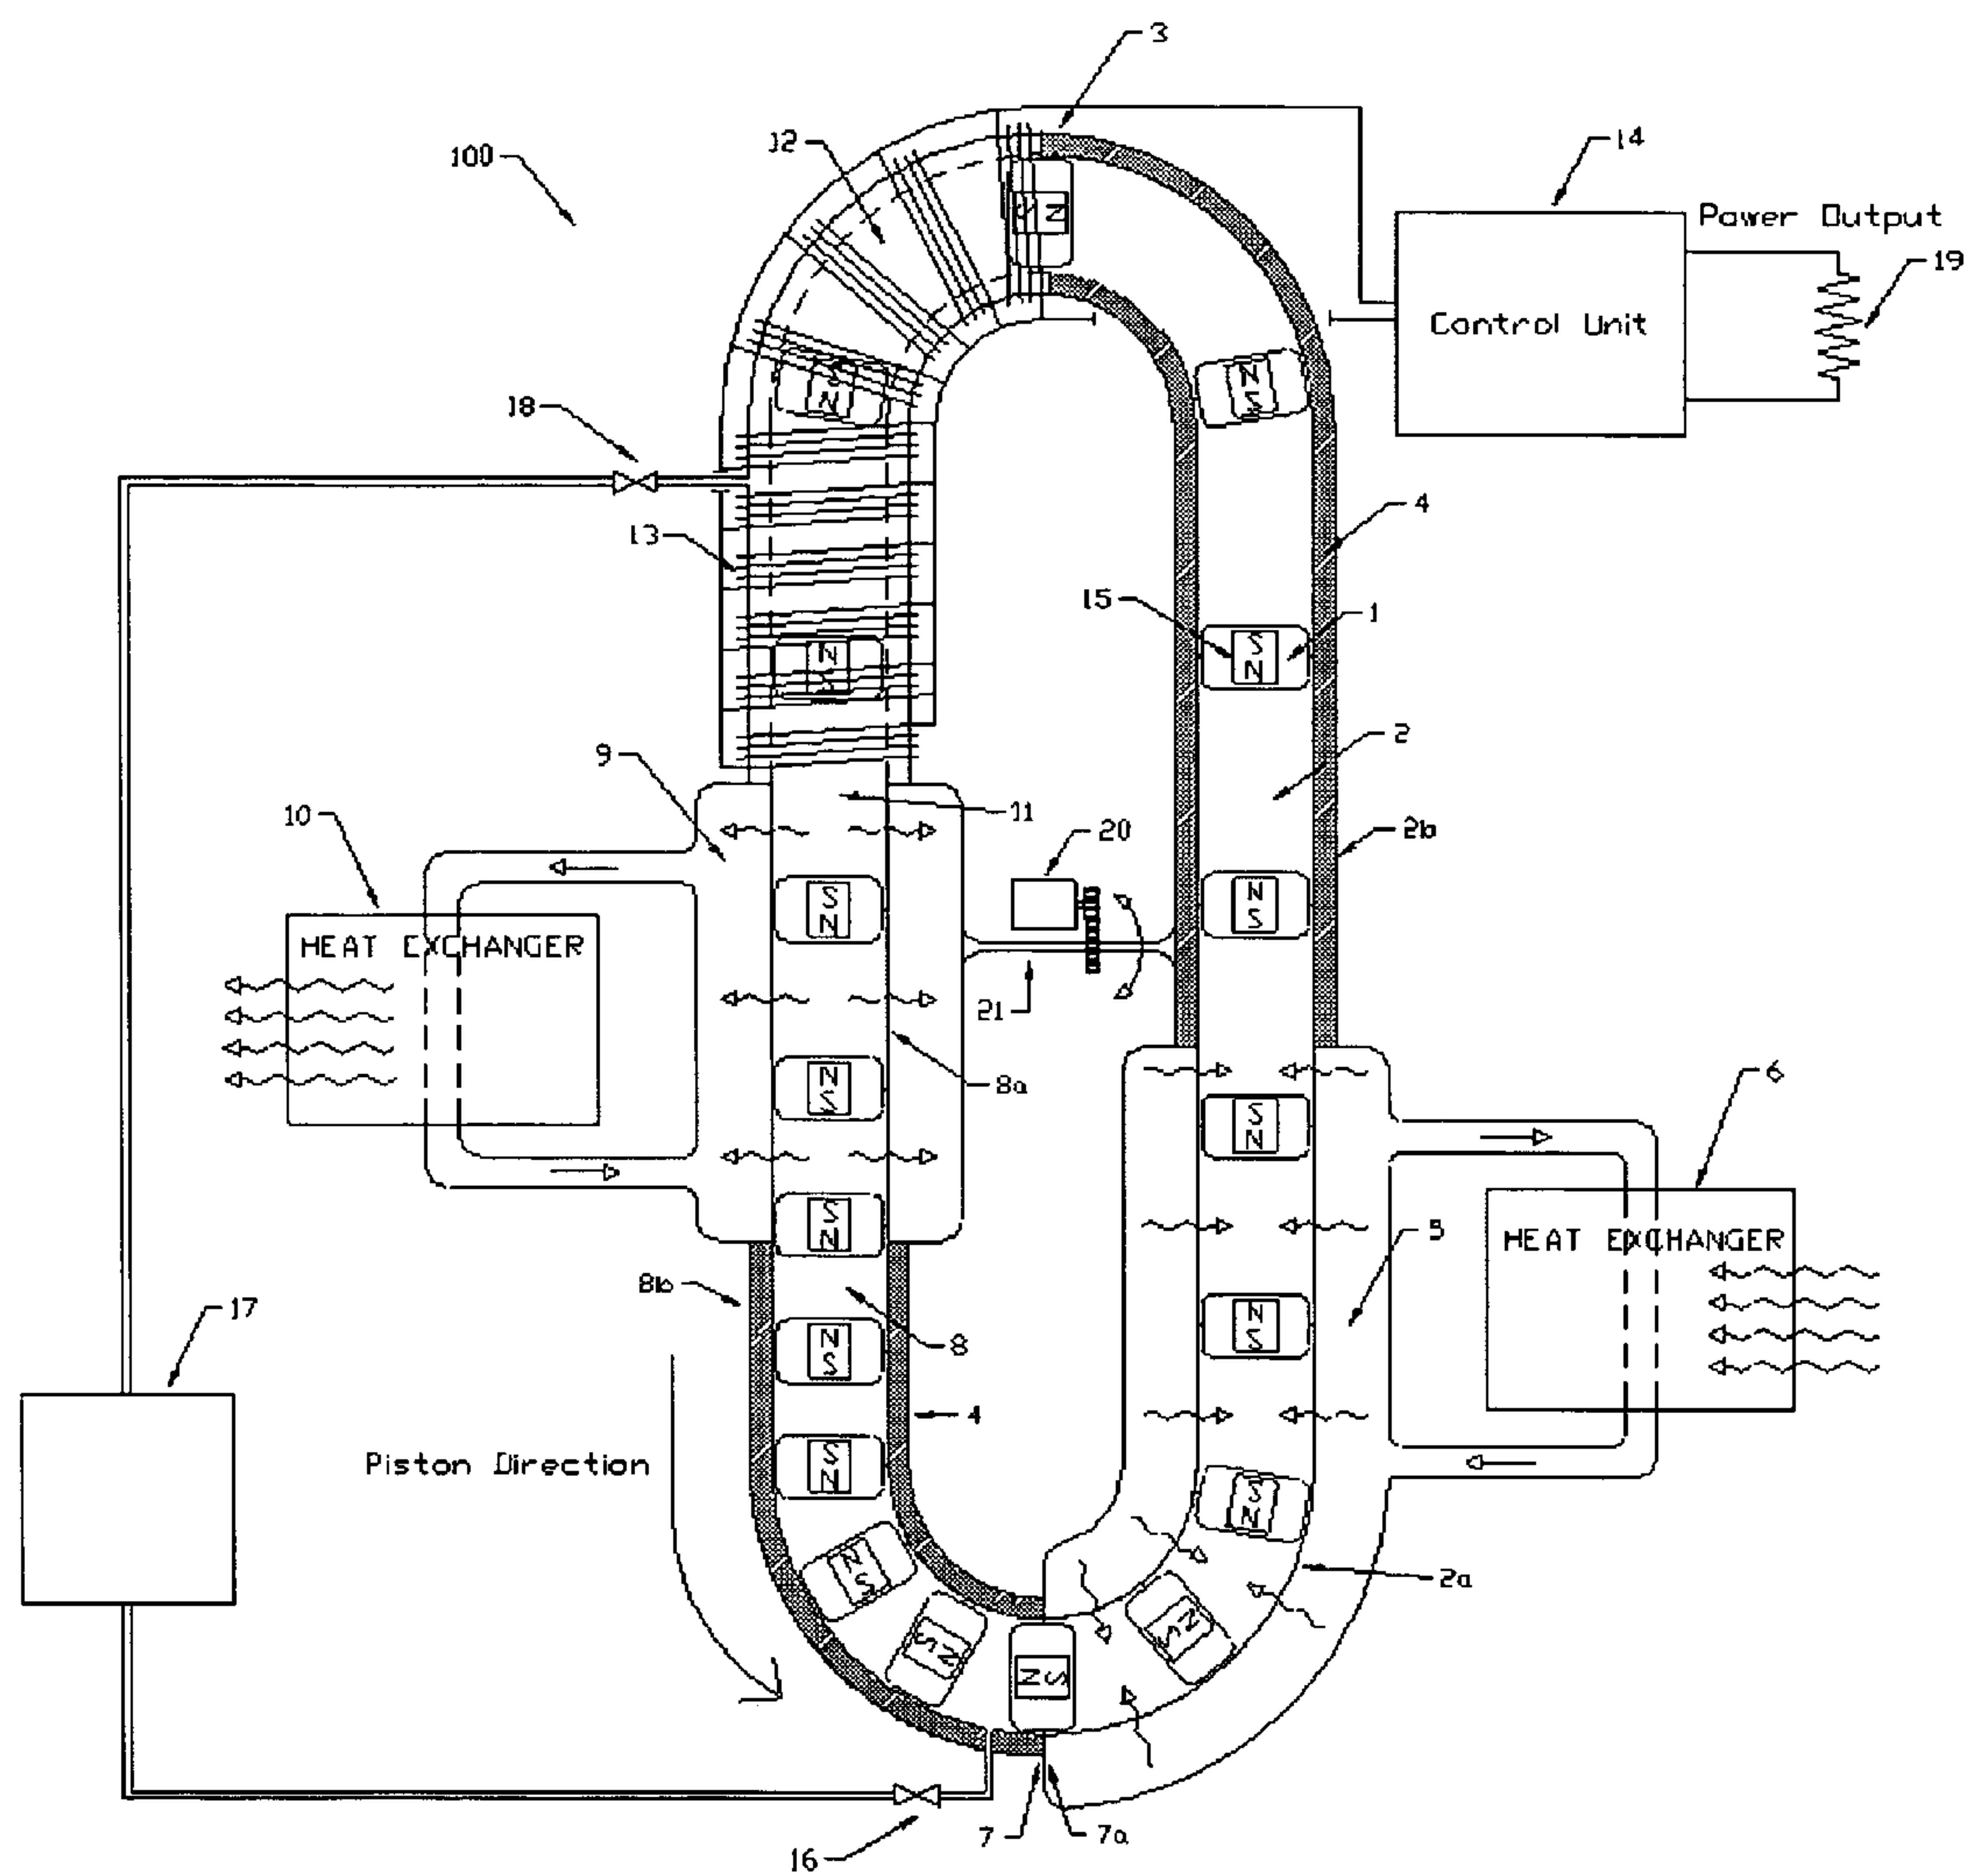 3
100
12
14
Power Output
19
Control Unit
N
S
S
N
N
S
18
4
13
15
1
S
N
N
S
2
9
11
10
20
2b
HEAT EXCHANGER
S
N
N
S
21
8a
N
S
S
N
6
S
N
5
HEAT EXCHANGER
8b
17
8
N
S
N
S
4
Piston Direction
S
N
S
N
2a
N
S
N
S
N
S
N
S
7
7a
16